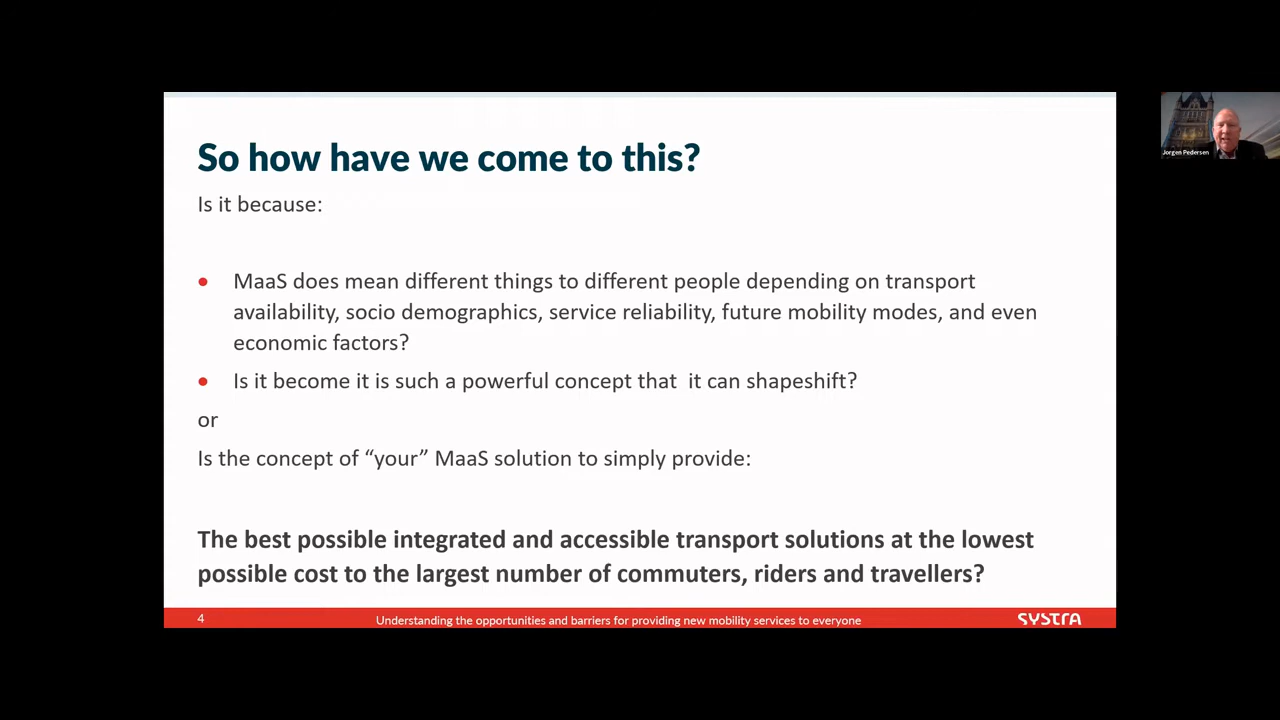 So how have we come to this?
Is it because:
• MaaS does mean different things to different people depending on transport
availability, socio demographics, service reliability, future mobility modes, and even
economic factors?
• Is it become it is such a powerful concept that  it can shapeshift?
or
Is the concept of “your” MaaS solution to simply provide:
The best possible integrated and accessible transport solutions at the lowest
possible cost to the largest number of commuters, riders and travellers?
4
Understanding the opportunities and barriers for providing new mobility services to everyone
SYSTRA
Jorgen Pedersen